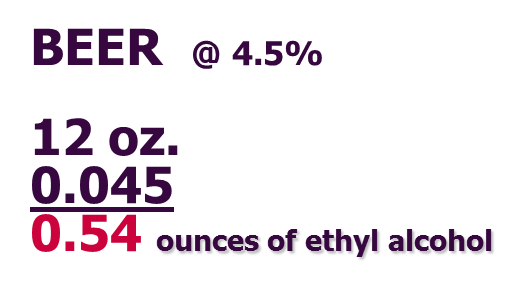 BEER @ 4.5%
12 oz.
0.045
0.54 ounces of ethyl alcohol